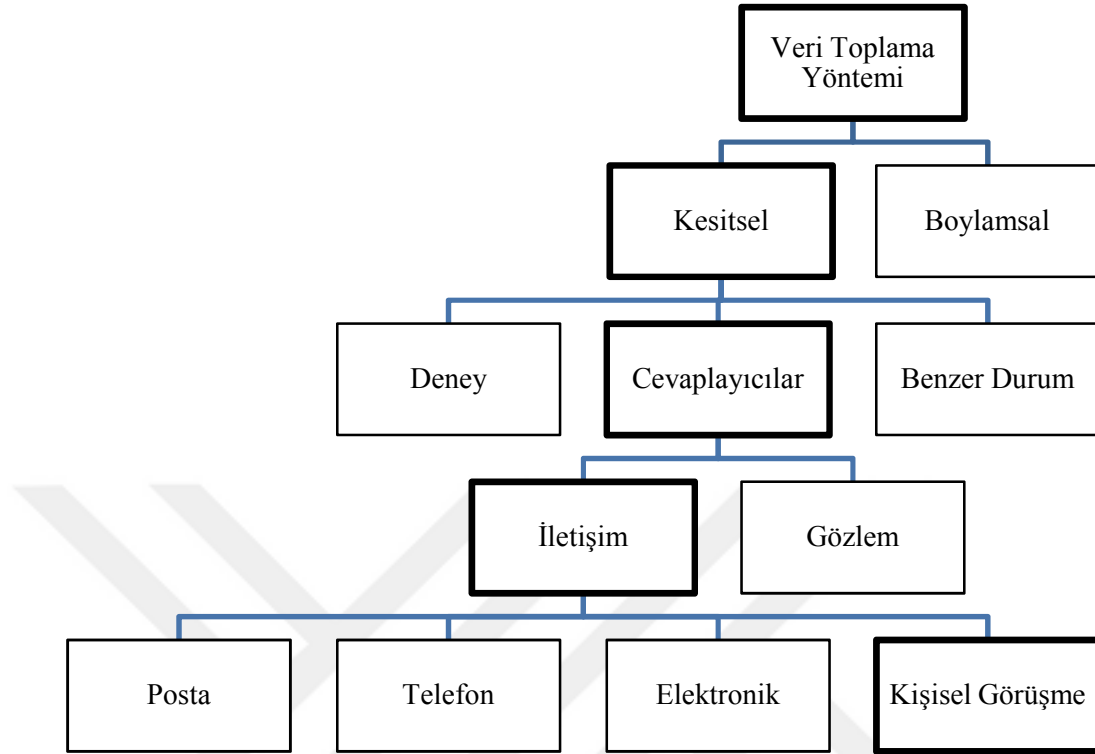 Veri Toplama
Yöntemi
Kesitsel
Boylamsal
Deney
Cevaplayıcılar
Benzer Durum
İletişim
Gözlem
Posta
Telefon
Elektronik
Kişisel Görüşme